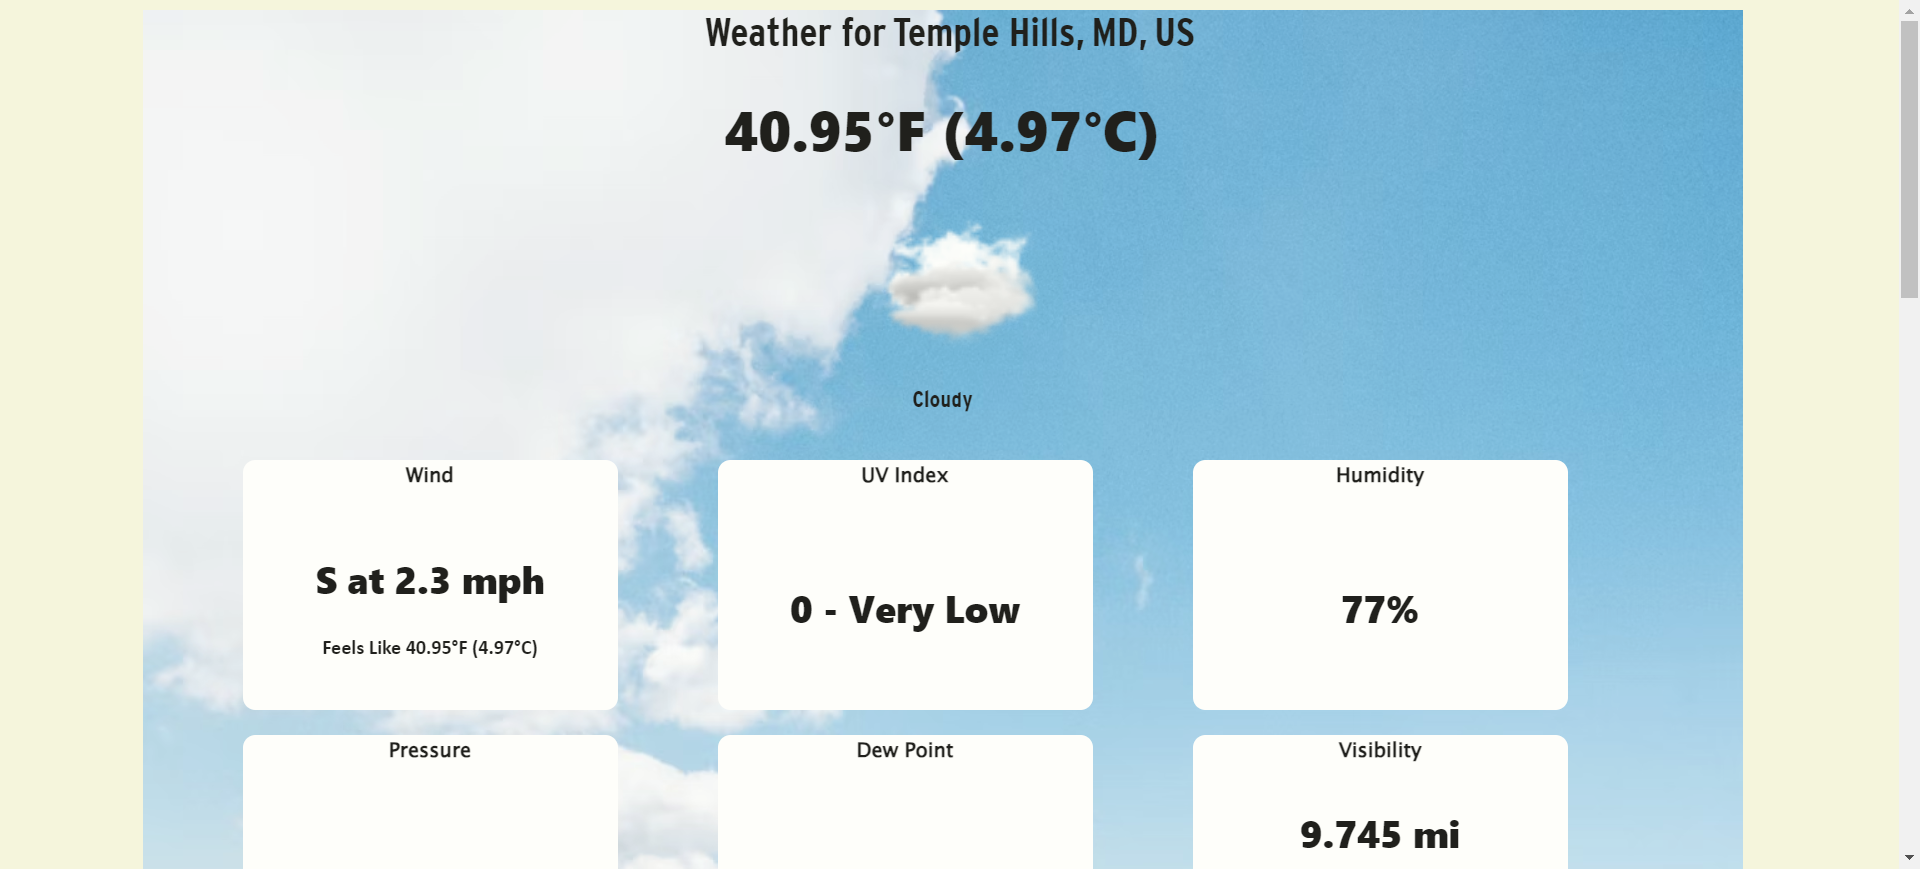 Weather for Temple Hills, MD, US
40.95°F (4.97°C)
Cloudy
Wind
S at 2.3 mph
Feels Like 40.95°F (4.97°C)
UV Index
0 - Very Low
Humidity
77%
Pressure
Dew Point
Visibility
9.745 mi